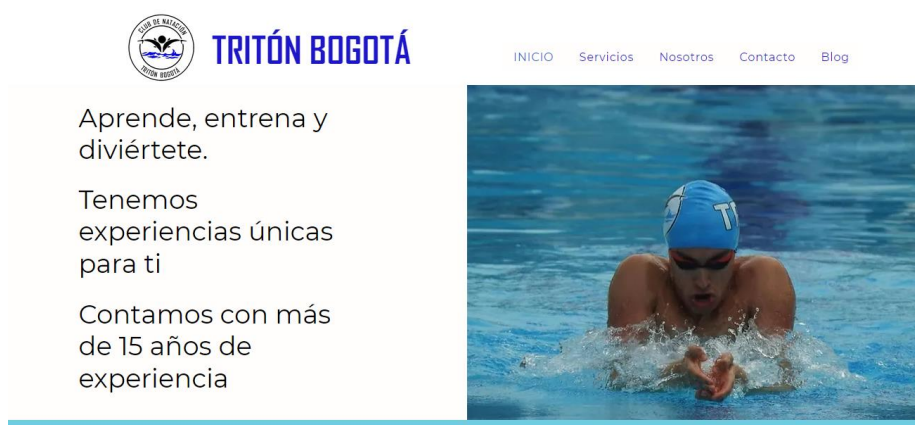 CLUB DE NATACIÓN
TRITÓN BOGOTÁ
TRITÓN BOGOTÁ
INICIO Servicios Nosotros Contacto Blog
Aprende, entrena y
diviértete.
Tenemos
experiencias únicas
para ti
Contamos con más
de 15 años de
experiencia